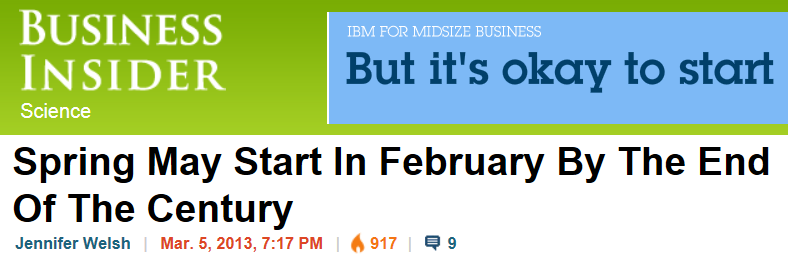 BUSINESS
INSIDER
Science
IBM FOR MIDSIZE BUSINESS
But it's okay to start
Spring May Start In February By The End
Of The Century
Jennifer Welsh | Mar. 5, 2013, 7:17 PM | 917 | 9